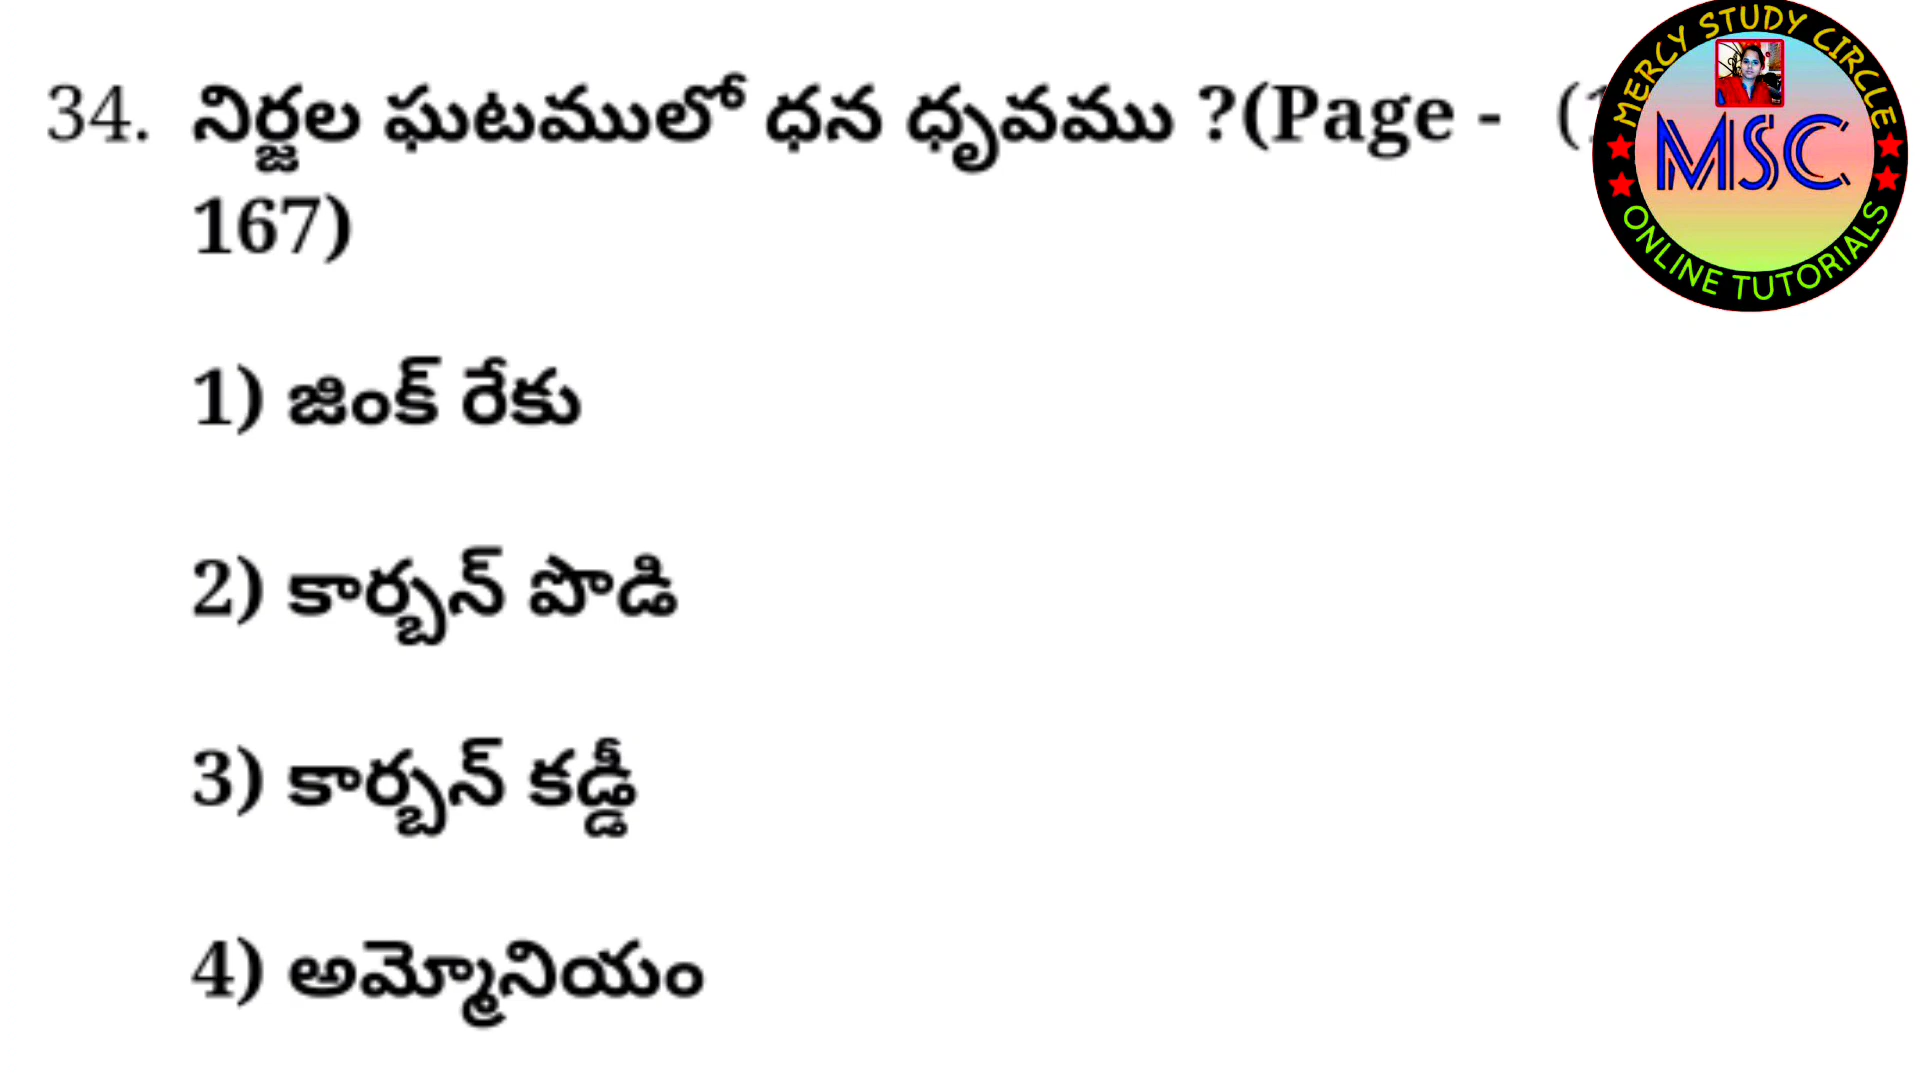 34. నిర్జల ఘటములో ధన ధృవము ?(Page - (
167)
1) జింక్ రేకు
2) కార్బన్ పొడి
3) కార్బన్ కడ్డీ
4) అమ్మోనియం
MERCY STUDY CIRCLE
MSC
ONLINE TUTORIALS